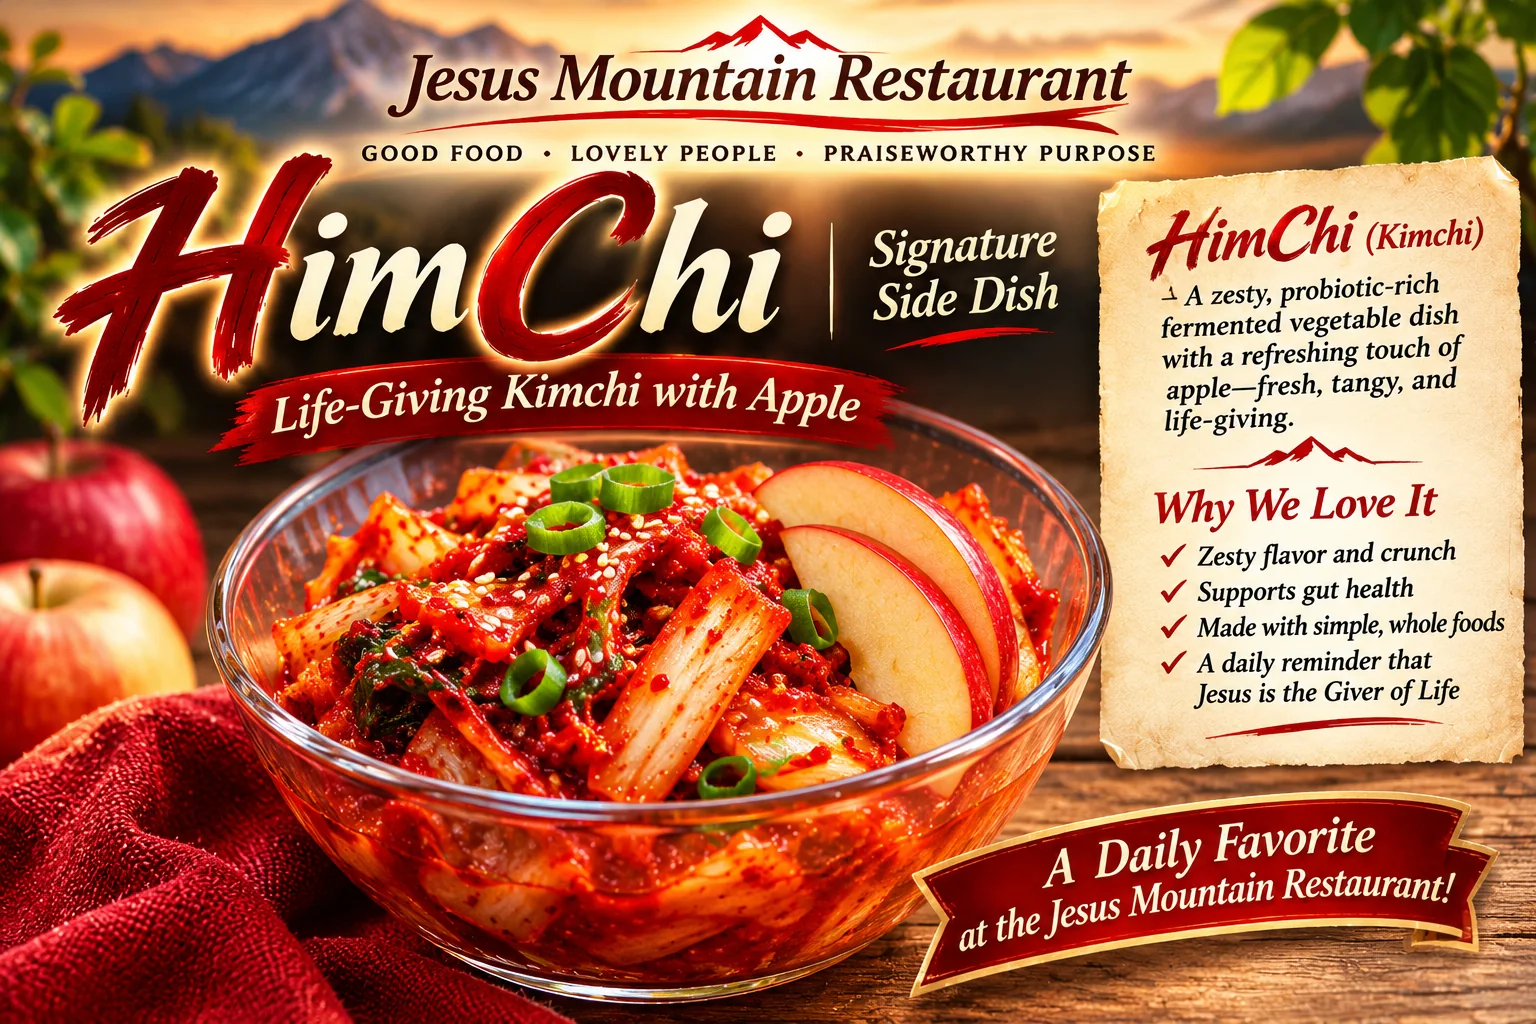 Jesus Mountain Restaurant
GOOD FOOD • LOVELY PEOPLE • PRAISEWORTHY PURPOSE
HimChi
Signature
Side Dish
Life-Giving Kimchi with Apple
HimChi (Kimchi)
– A zesty, probiotic-rich
fermented vegetable dish
with a refreshing touch of
apple—fresh, tangy, and
life-giving.
Why We Love It
✓ Zesty flavor and crunch
✓ Supports gut health
✓ Made with simple, whole foods
✓ A daily reminder that
Jesus is the Giver of Life
A Daily Favorite
at the Jesus Mountain Restaurant!